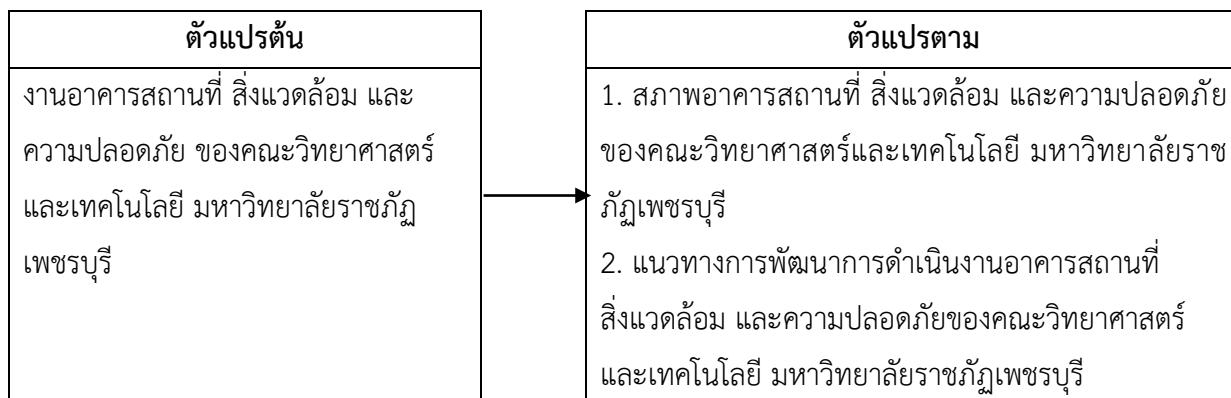 ตัวแปรต้น
งานอาคารสถานที่ สิ่งแวดล้อม และ
ความปลอดภัย ของคณะวิทยาศาสตร์
และเทคโนโลยี มหาวิทยาลัยราชภัฏ
เพชรบุรี
ตัวแปรตาม
1. สภาพอาคารสถานที่ สิ่งแวดล้อม และความปลอดภัย
ของคณะวิทยาศาสตร์และเทคโนโลยี มหาวิทยาลัยราช
ภัฏเพชรบุรี
2. แนวทางการพัฒนาการดำเนินงานอาคารสถานที่
สิ่งแวดล้อม และความปลอดภัยของคณะวิทยาศาสตร์
และเทคโนโลยี มหาวิทยาลัยราชภัฏเพชรบุรี